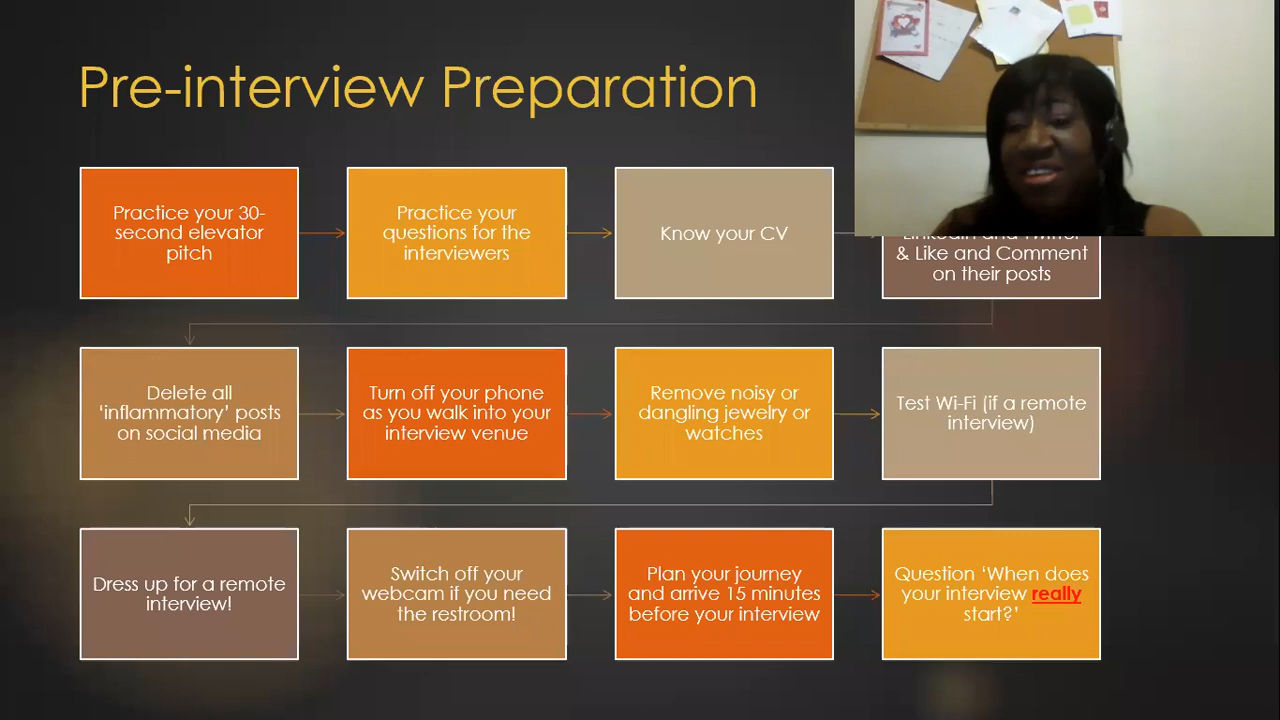 Pre-interview Preparation
Practice your 30-
second elevator
pitch
Practice your
questions for the
interviewers
Know your CV
LinkedIn and Twitter
& Like and Comment
on their posts
Delete all
‘inflammatory’ posts
on social media
Turn off your phone
as you walk into your
interview venue
Remove noisy or
dangling jewelry or
watches
Test Wi-Fi (if a remote
interview)
Dress up for a remote
interview!
Switch off your
webcam if you need
the restroom!
Plan your journey
and arrive 15 minutes
before your interview
Question ‘When does
your interview really
start?’